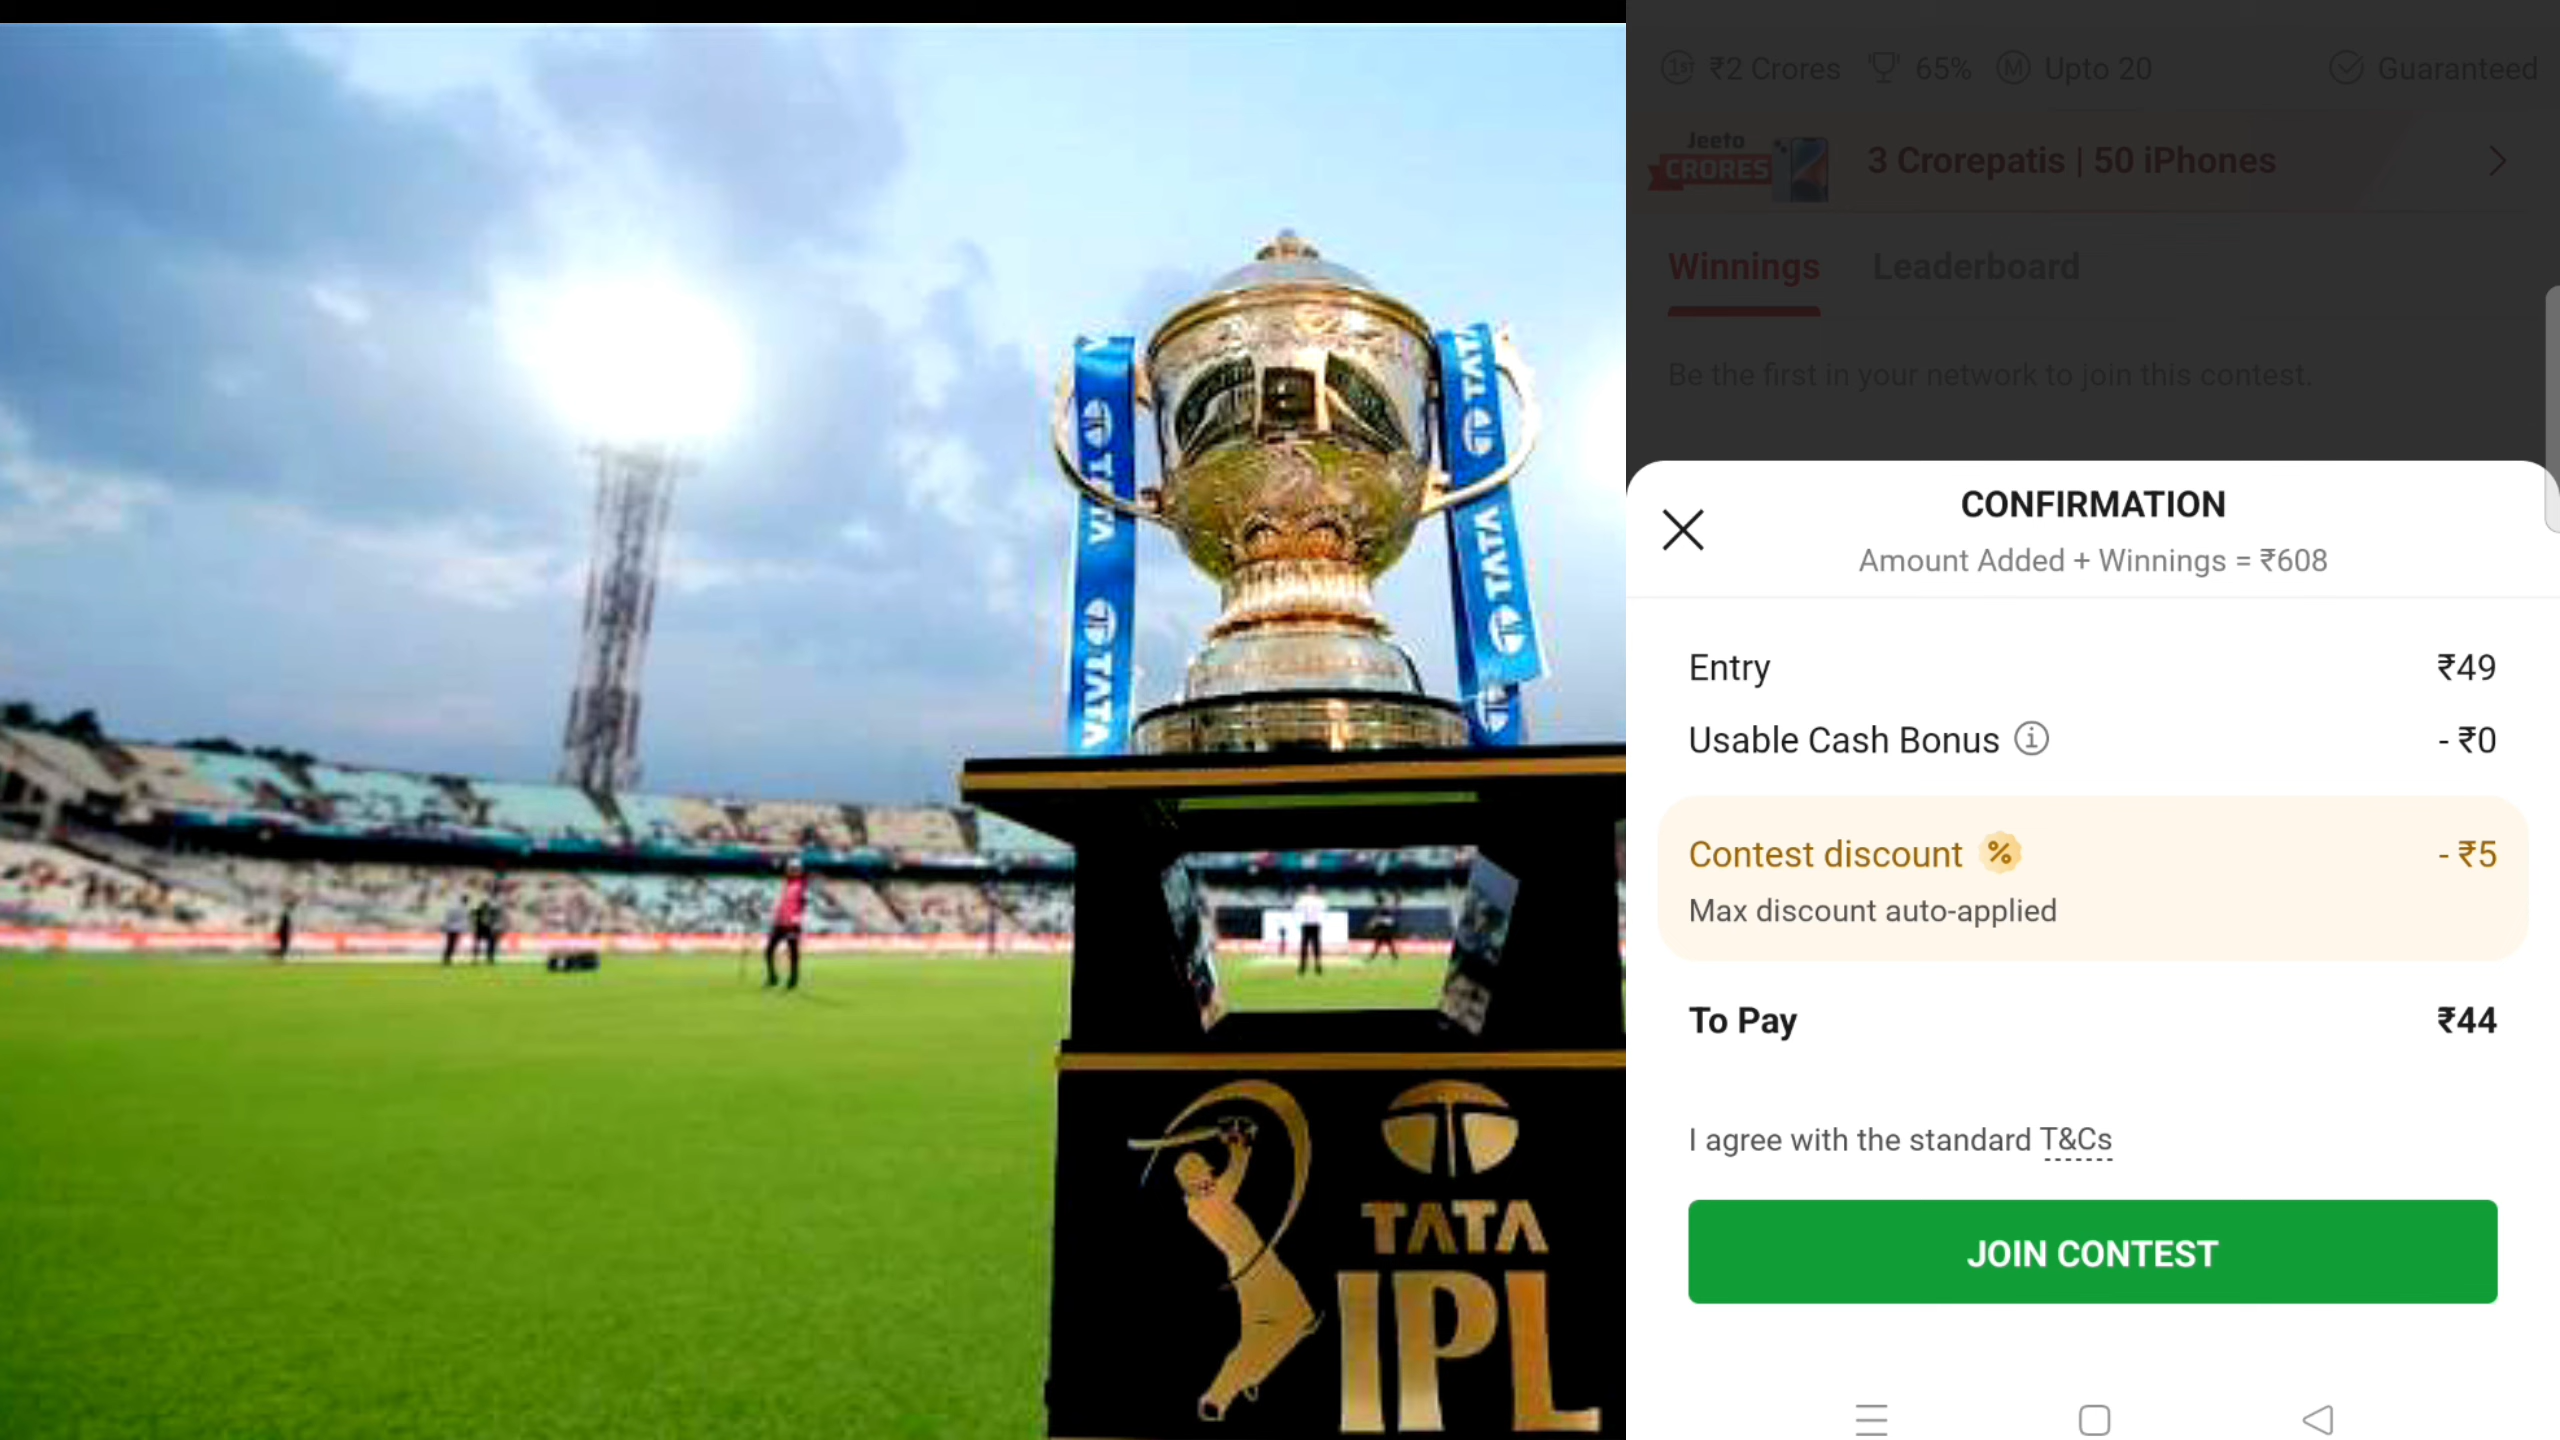 TATA
TATA
TATA
TATA
TATA
TATA
IPL
₹2 Crores 65% M Upto 20 Guaranteed
Jeeto
CRORES
3 Crorepatis | 50 iPhones
Winnings Leaderboard
Be the first in your network to join this contest.
CONFIRMATION
Amount Added + Winnings = ₹608
Entry ₹49
Usable Cash Bonus - ₹0
Contest discount % - ₹5
Max discount auto-applied
To Pay ₹44
I agree with the standard T&Cs
JOIN CONTEST